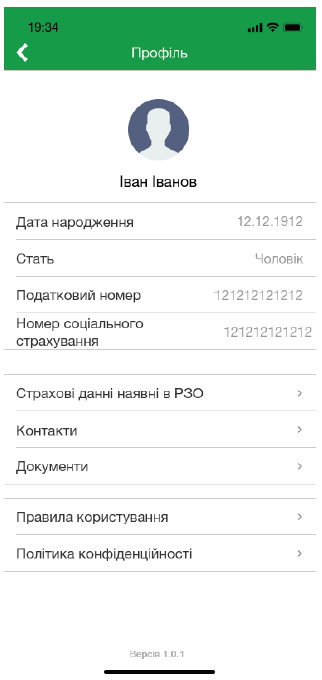 19:34
Профіль
Іван Іванов
Дата народження 12.12.1912
Стать Чоловік
Податковий номер 121212121212
Номер соціального
страхування 121212121212
Страхові данні наявні в РЗО
Контакти
Документи
Правила користування
Політика конфіденційності
Версія 1.0.1